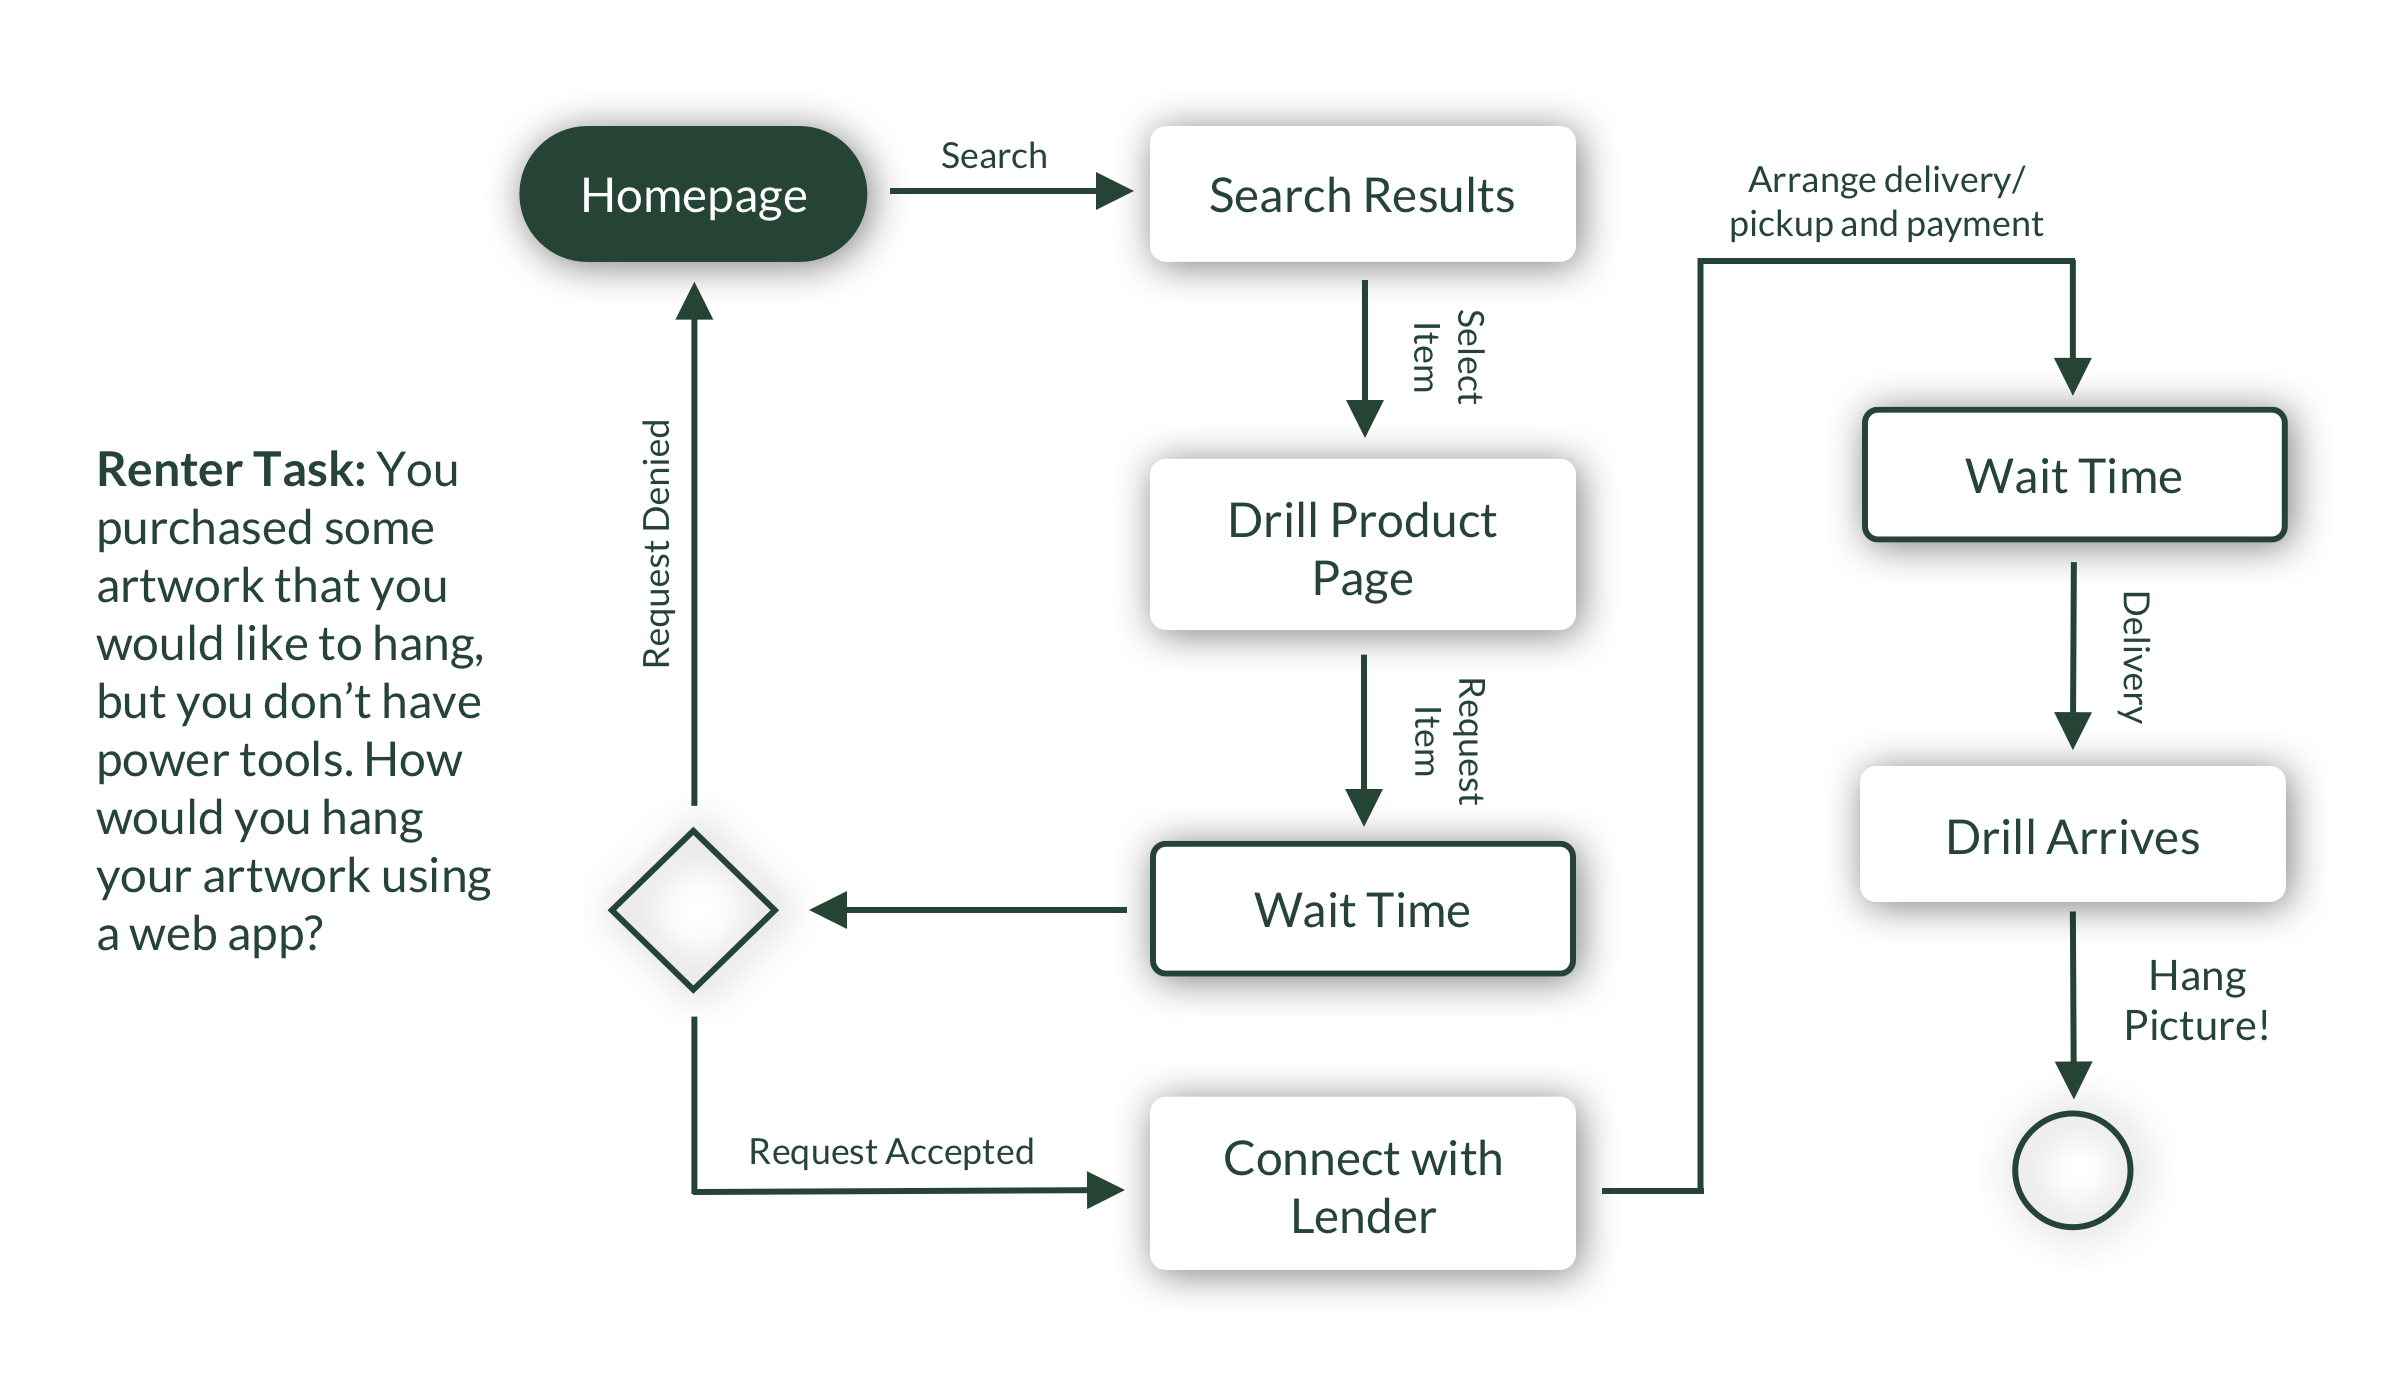 Renter Task: You
purchased some
artwork that you
would like to hang,
but you don’t have
power tools. How
would you hang
your artwork using
a web app?
Homepage
Search
Search Results
Select
Item
Drill Product
Page
Request
Item
Wait Time
Request Denied
Request Accepted
Connect with
Lender
Arrange delivery/
pickup and payment
Wait Time
Delivery
Drill Arrives
Hang
Picture!